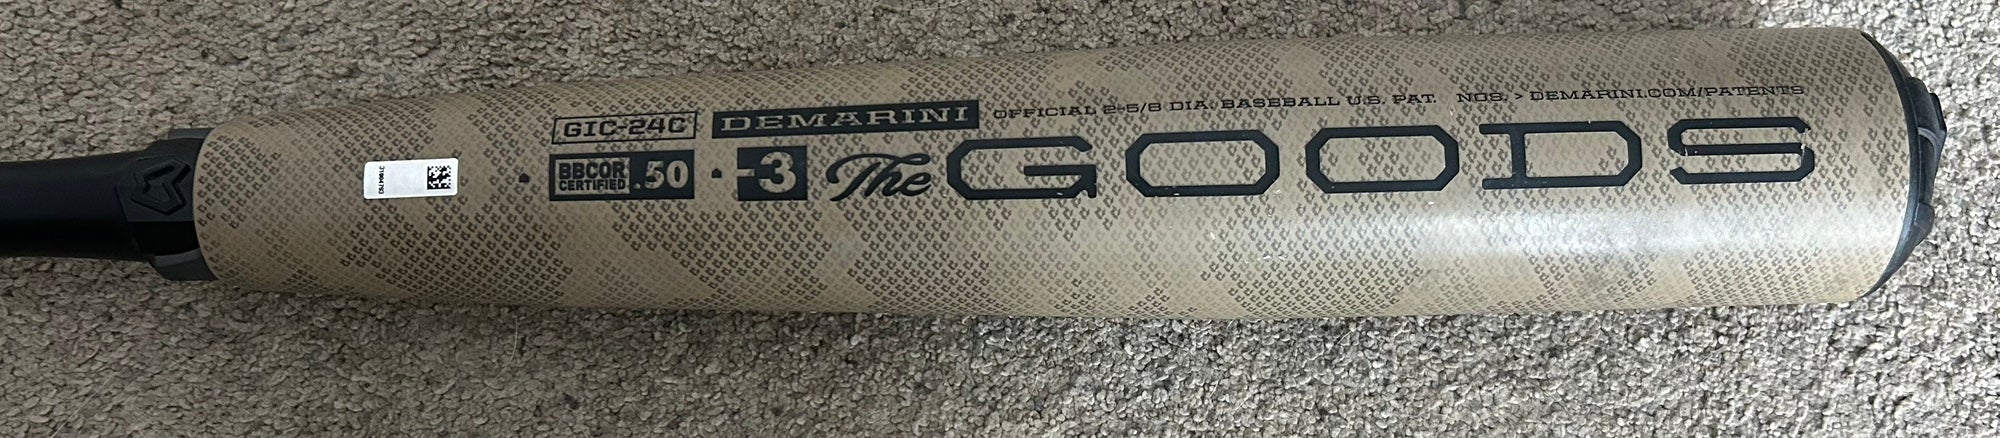 GIC-24C DEMARINI OFFICIAL 2-5/8 DIA. BASEBALL U.S. PAT. NOS. > DEMARINI.COM/PATENTS
· BBCOR CERTIFIED .50 · -3 The GOODS